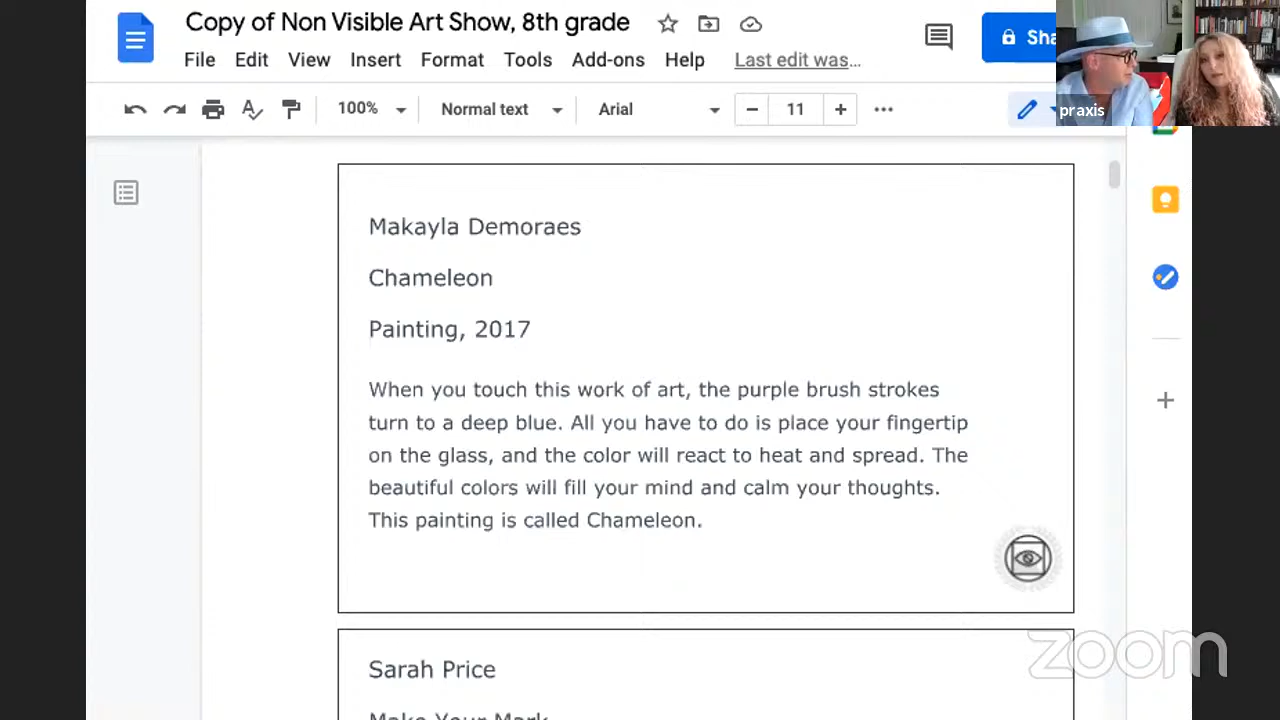 Copy of Non Visible Art Show, 8th grade
File Edit View Insert Format Tools Add-ons Help Last edit was...
100% Normal text Arial 11
praxis
Makayla Demoraes
Chameleon
Painting, 2017
When you touch this work of art, the purple brush strokes
turn to a deep blue. All you have to do is place your fingertip
on the glass, and the color will react to heat and spread. The
beautiful colors will fill your mind and calm your thoughts.
This painting is called Chameleon.
Sarah Price
Make Your Mark
zoom